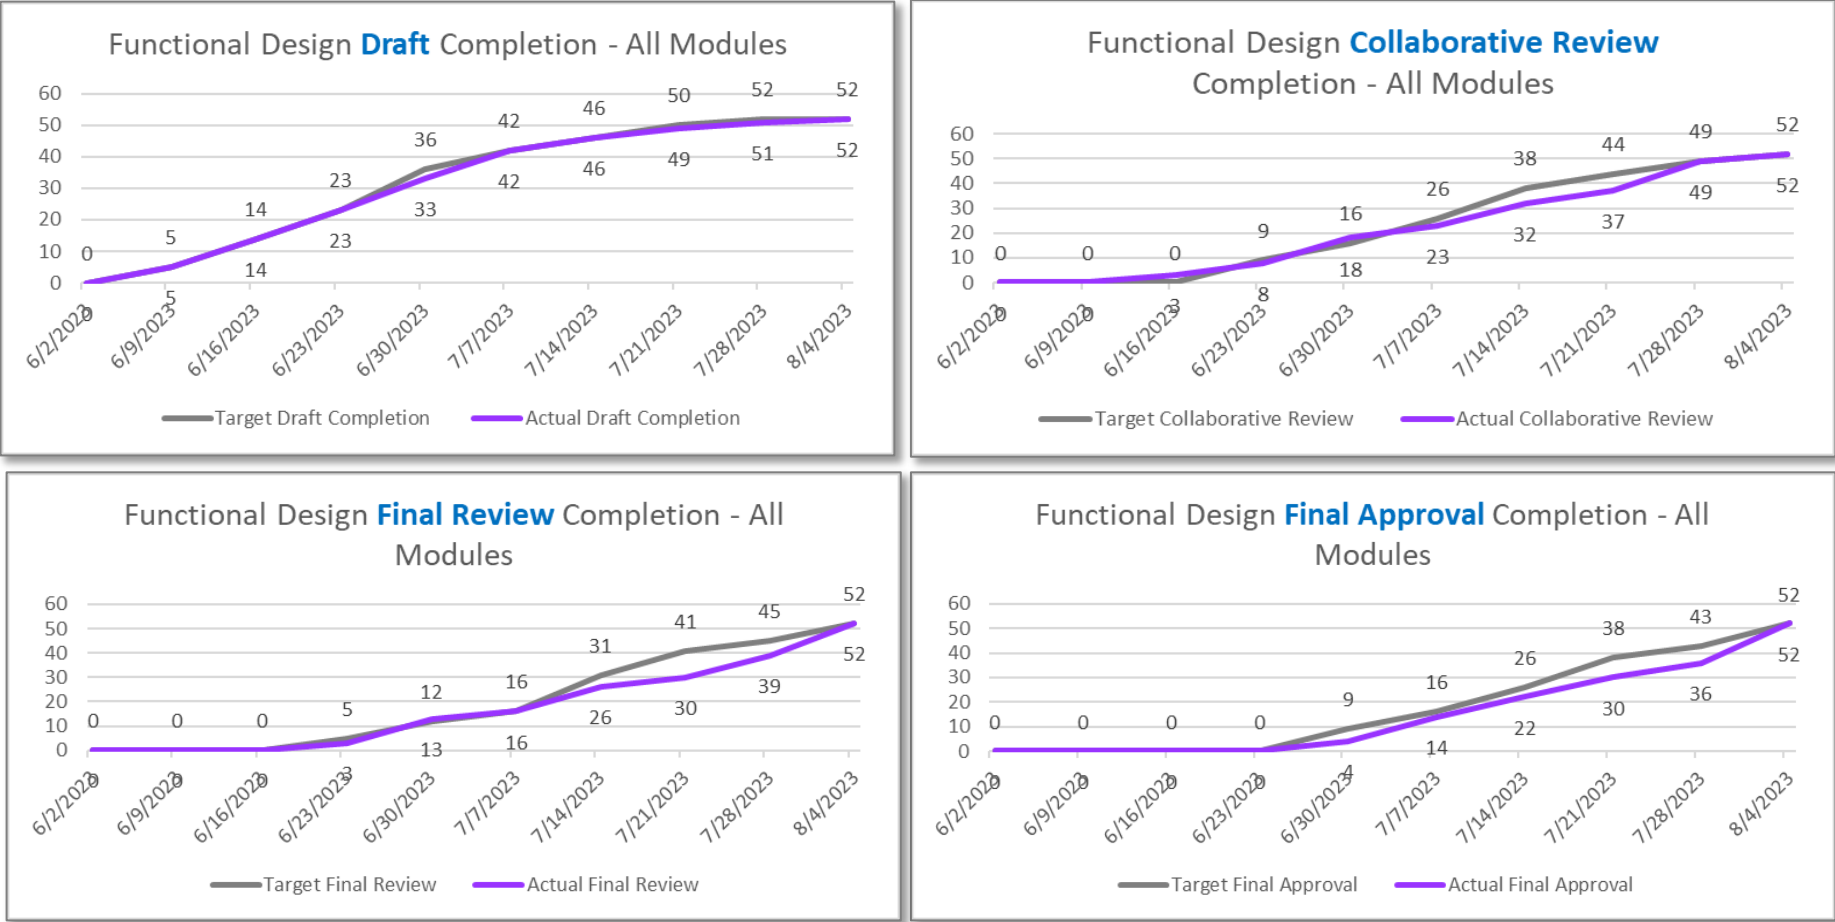 Functional Design Draft Completion - All Modules
60
50
40
30
20
10
0
0 5 14 23 36 42 46 50 52 52
0 5 14 23 33 42 46 49 51 52
6/2/2023 6/9/2023 6/16/2023 6/23/2023 6/30/2023 7/7/2023 7/14/2023 7/21/2023 7/28/2023 8/4/2023
Target Draft Completion Actual Draft Completion
Functional Design Collaborative Review
Completion - All Modules
60
50
40
30
20
10
0
0 0 0 9 16 26 38 44 49 52
0 0 3 8 18 23 32 37 49 52
6/2/2023 6/9/2023 6/16/2023 6/23/2023 6/30/2023 7/7/2023 7/14/2023 7/21/2023 7/28/2023 8/4/2023
Target Collaborative Review Actual Collaborative Review
Functional Design Final Review Completion - All
Modules
60
50
40
30
20
10
0
0 0 0 5 12 16 31 41 45 52
0 0 0 3 13 16 26 30 39 52
6/2/2023 6/9/2023 6/16/2023 6/23/2023 6/30/2023 7/7/2023 7/14/2023 7/21/2023 7/28/2023 8/4/2023
Target Final Review Actual Final Review
Functional Design Final Approval Completion - All
Modules
60
50
40
30
20
10
0
0 0 0 0 9 16 26 38 43 52
0 0 0 0 4 14 22 30 36 52
6/2/2023 6/9/2023 6/16/2023 6/23/2023 6/30/2023 7/7/2023 7/14/2023 7/21/2023 7/28/2023 8/4/2023
Target Final Approval Actual Final Approval